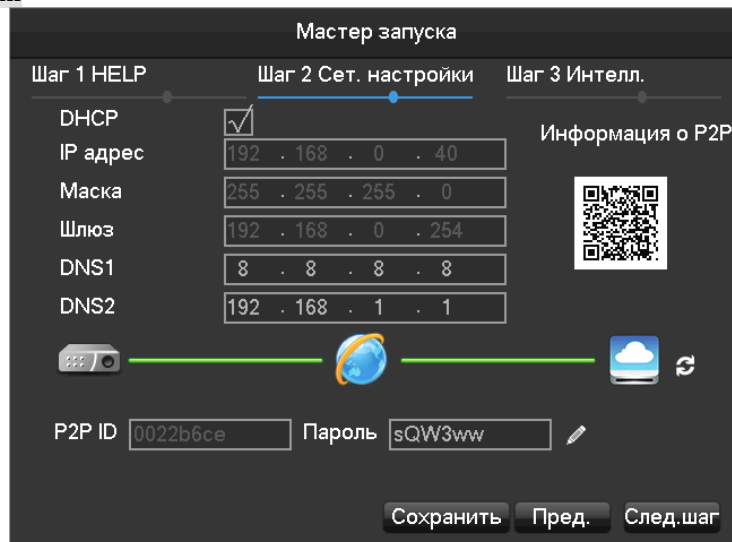 Мастер запуска
Шаг 1 HELP Шаг 2 Сет. настройки Шаг 3 Интелл.
DHCP
Информация о P2P
IP адрес 192 . 168 . 0 . 40
Маска 255 . 255 . 255 . 0
Шлюз 192 . 168 . 0 . 254
DNS1 8 . 8 . 8 . 8
DNS2 192 . 168 . 1 . 1
P2P ID 0022b6ce Пароль sQW3ww
Сохранить Пред. След.шаг